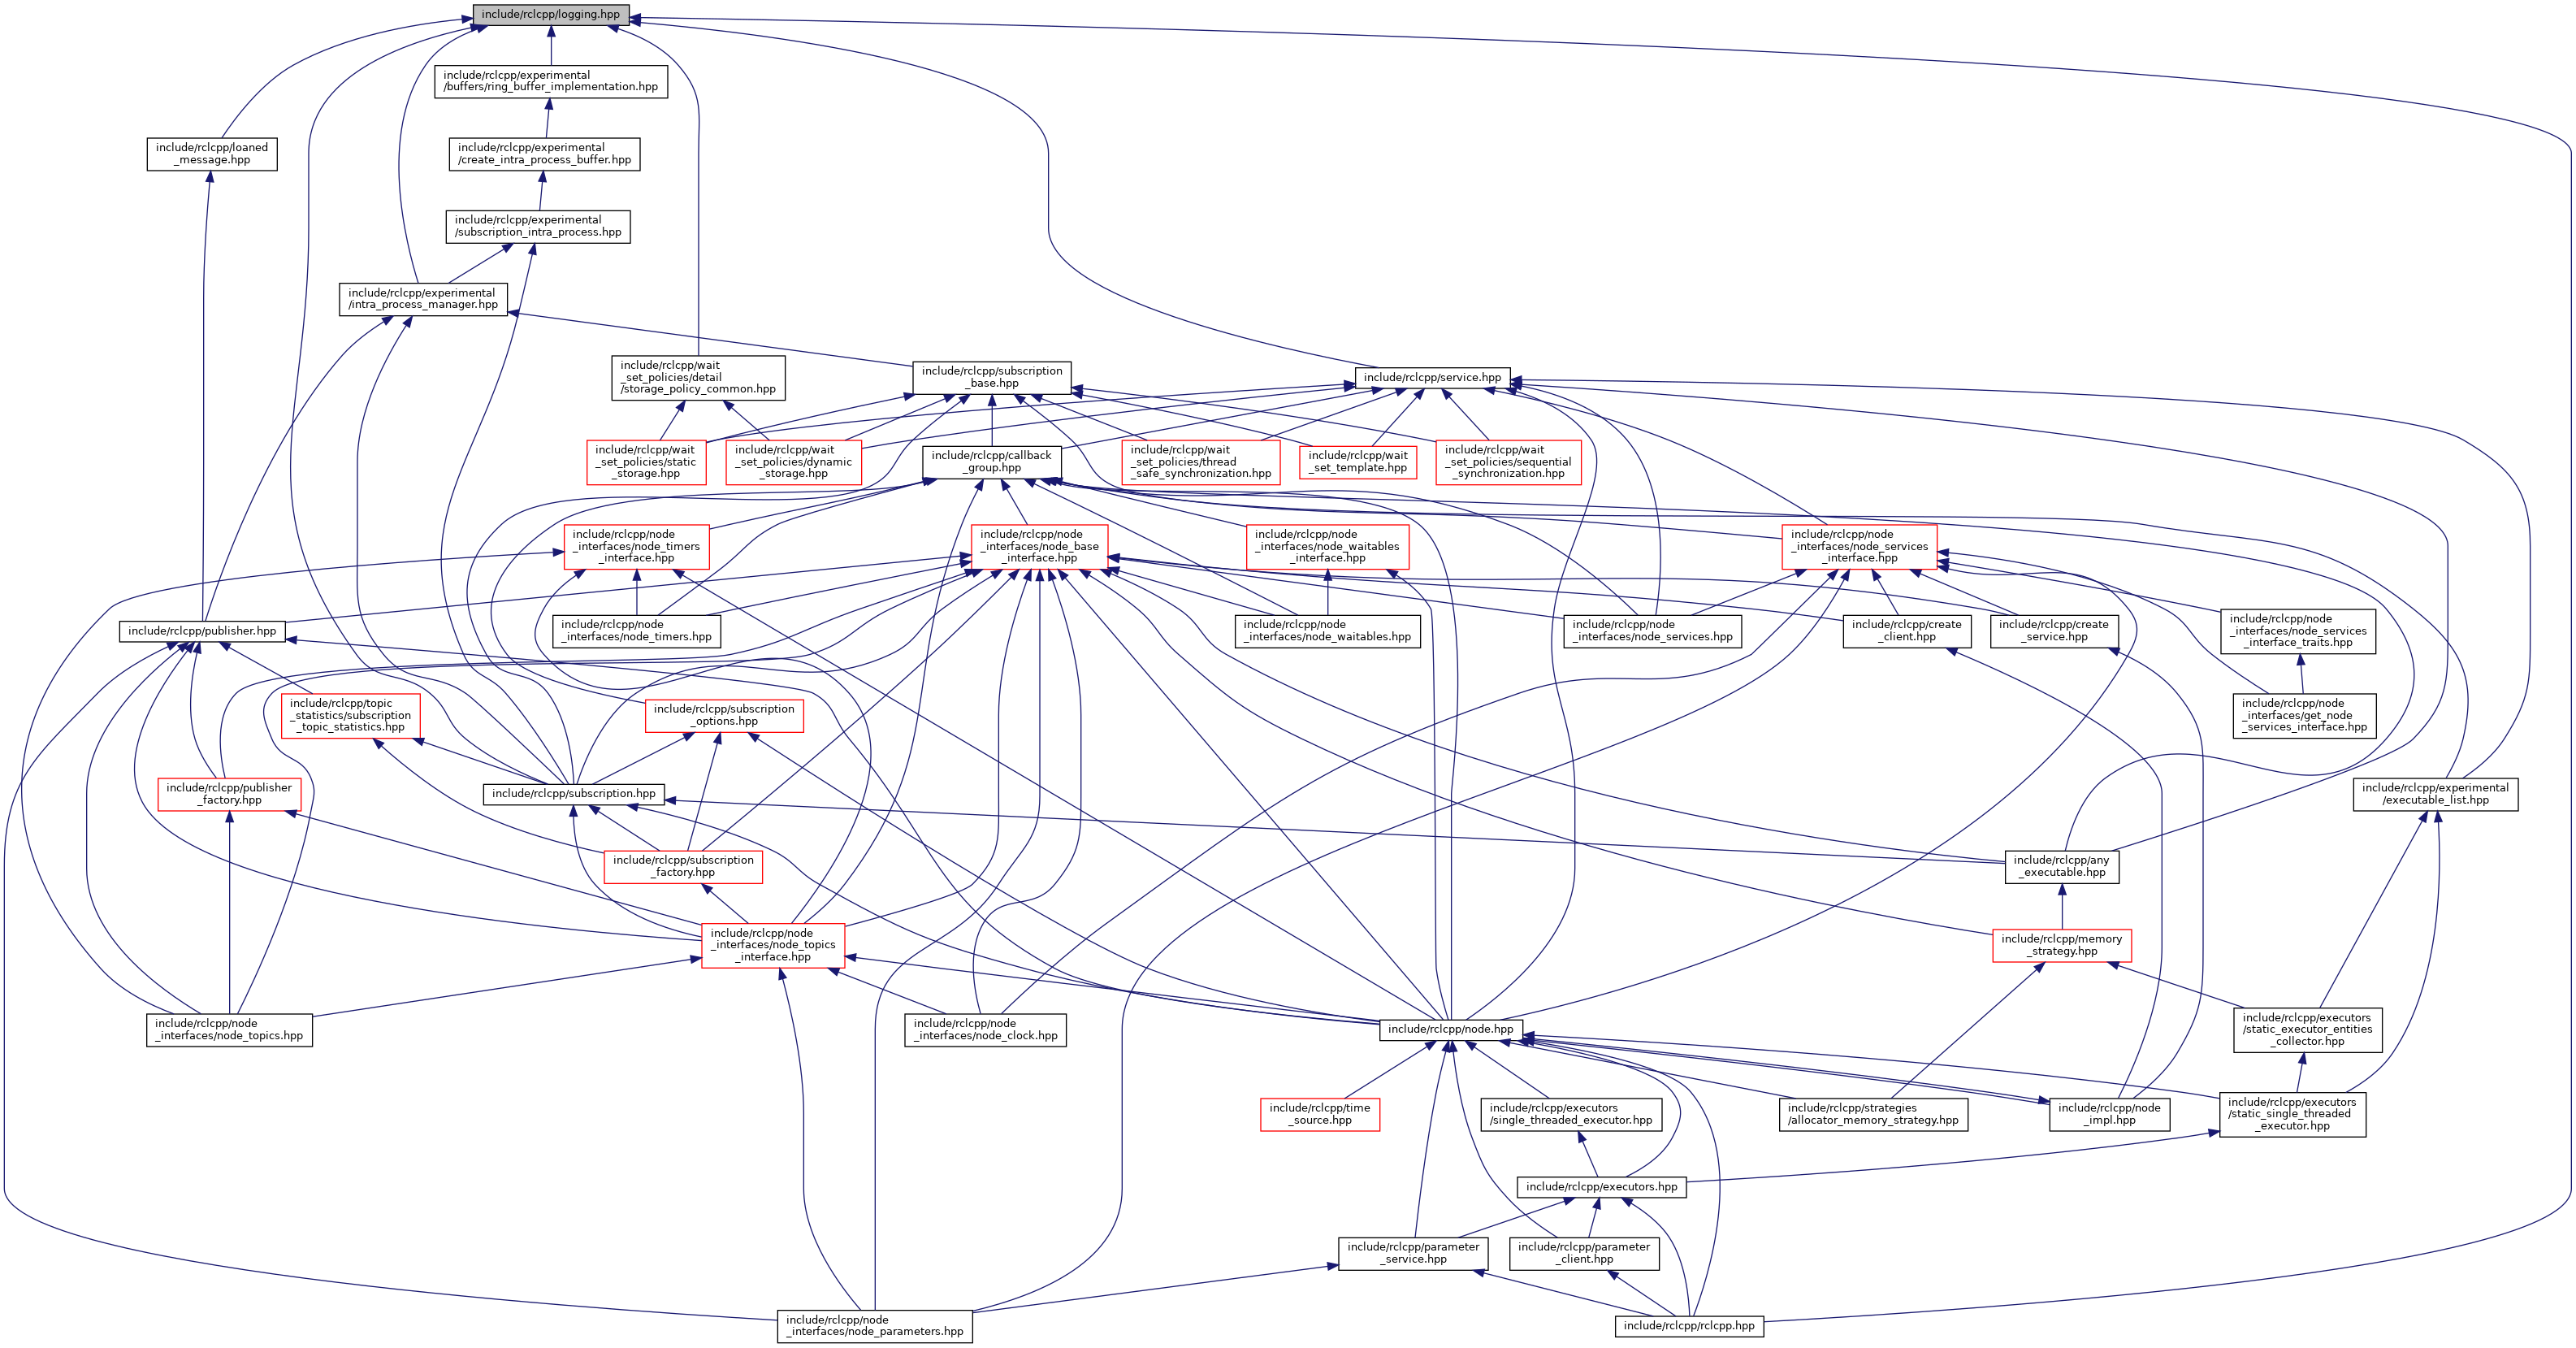 include/rclcpp/logging.hpp
include/rclcpp/experimental
/buffers/ring_buffer_implementation.hpp
include/rclcpp/loaned
_message.hpp
include/rclcpp/experimental
/create_intra_process_buffer.hpp
include/rclcpp/experimental
/subscription_intra_process.hpp
include/rclcpp/experimental
/intra_process_manager.hpp
include/rclcpp/wait
_set_policies/detail
/storage_policy_common.hpp
include/rclcpp/subscription
_base.hpp
include/rclcpp/service.hpp
include/rclcpp/wait
_set_policies/static
_storage.hpp
include/rclcpp/wait
_set_policies/dynamic
_storage.hpp
include/rclcpp/callback
_group.hpp
include/rclcpp/wait
_set_policies/thread
_safe_synchronization.hpp
include/rclcpp/wait
_set_template.hpp
include/rclcpp/wait
_set_policies/sequential
_synchronization.hpp
include/rclcpp/node
_interfaces/node_timers
_interface.hpp
include/rclcpp/node
_interfaces/node_base
_interface.hpp
include/rclcpp/node
_interfaces/node_waitables
_interface.hpp
include/rclcpp/node
_interfaces/node_services
_interface.hpp
include/rclcpp/publisher.hpp
include/rclcpp/node
_interfaces/node_timers.hpp
include/rclcpp/node
_interfaces/node_waitables.hpp
include/rclcpp/node
_interfaces/node_services.hpp
include/rclcpp/create
_client.hpp
include/rclcpp/create
_service.hpp
include/rclcpp/node
_interfaces/node_services
_interface_traits.hpp
include/rclcpp/topic
_statistics/subscription
_topic_statistics.hpp
include/rclcpp/subscription
_options.hpp
include/rclcpp/node
_interfaces/get_node
_services_interface.hpp
include/rclcpp/publisher
_factory.hpp
include/rclcpp/subscription.hpp
include/rclcpp/experimental
/executable_list.hpp
include/rclcpp/subscription
_factory.hpp
include/rclcpp/any
_executable.hpp
include/rclcpp/node
_interfaces/node_topics
_interface.hpp
include/rclcpp/memory
_strategy.hpp
include/rclcpp/node
_interfaces/node_topics.hpp
include/rclcpp/node
_interfaces/node_clock.hpp
include/rclcpp/node.hpp
include/rclcpp/executors
/static_executor_entities
_collector.hpp
include/rclcpp/time
_source.hpp
include/rclcpp/executors
/single_threaded_executor.hpp
include/rclcpp/strategies
/allocator_memory_strategy.hpp
include/rclcpp/node
_impl.hpp
include/rclcpp/executors
/static_single_threaded
_executor.hpp
include/rclcpp/executors.hpp
include/rclcpp/parameter
_service.hpp
include/rclcpp/parameter
_client.hpp
include/rclcpp/node
_interfaces/node_parameters.hpp
include/rclcpp/rclcpp.hpp